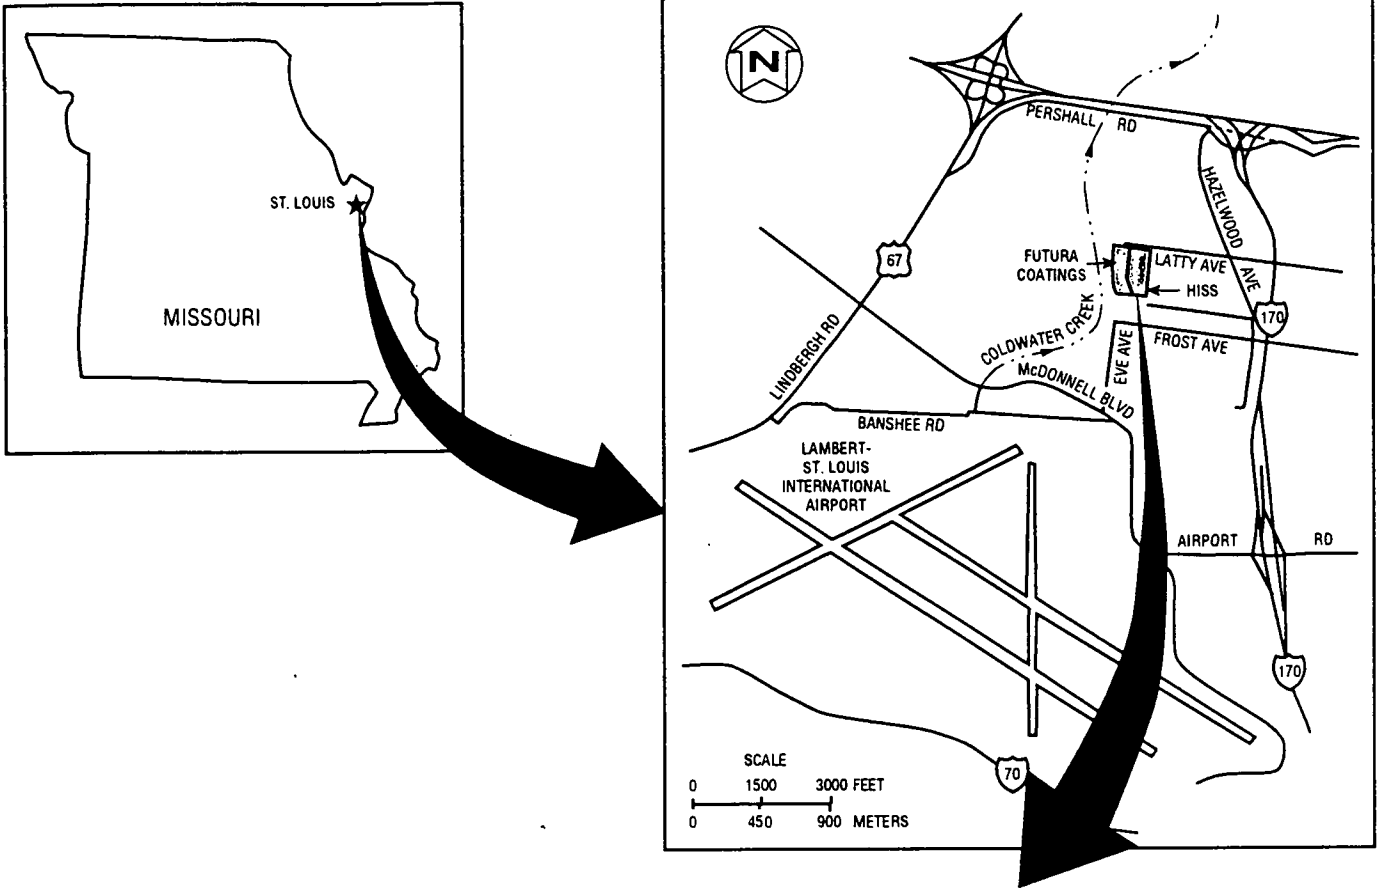 ST. LOUIS
MISSOURI
N
PERSHALL RD
HAZELWOOD AVE
67
FUTURA
COATINGS
LATTY AVE
HISS
170
COLDWATER CREEK
EVE AVE
FROST AVE
LINDBERGH RD
McDONNELL BLVD
BANSHEE RD
LAMBERT-
ST. LOUIS
INTERNATIONAL
AIRPORT
AIRPORT RD
170
70
SCALE
0 1500 3000 FEET
0 450 900 METERS